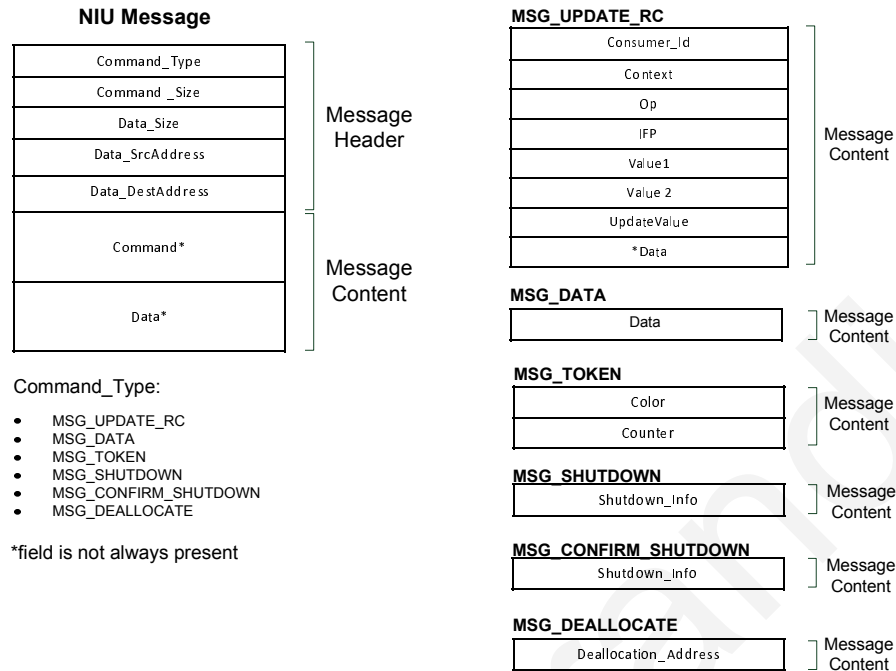 NIU Message
Command_Type
Command _Size
Data_Size
Data_SrcAddress
Data_DestAddress
Message
Header
Command*
Data*
Message
Content
Command_Type:
• MSG_UPDATE_RC
• MSG_DATA
• MSG_TOKEN
• MSG_SHUTDOWN
• MSG_CONFIRM_SHUTDOWN
• MSG_DEALLOCATE
*field is not always present
MSG_UPDATE_RC
Consumer_Id
Context
Op
IFP
Value1
Value 2
UpdateValue
*Data
Message
Content
MSG_DATA
Data
Message
Content
MSG_TOKEN
Color
Counter
Message
Content
MSG_SHUTDOWN
Shutdown_Info
Message
Content
MSG_CONFIRM_SHUTDOWN
Shutdown_Info
Message
Content
MSG_DEALLOCATE
Deallocation_Address
Message
Content